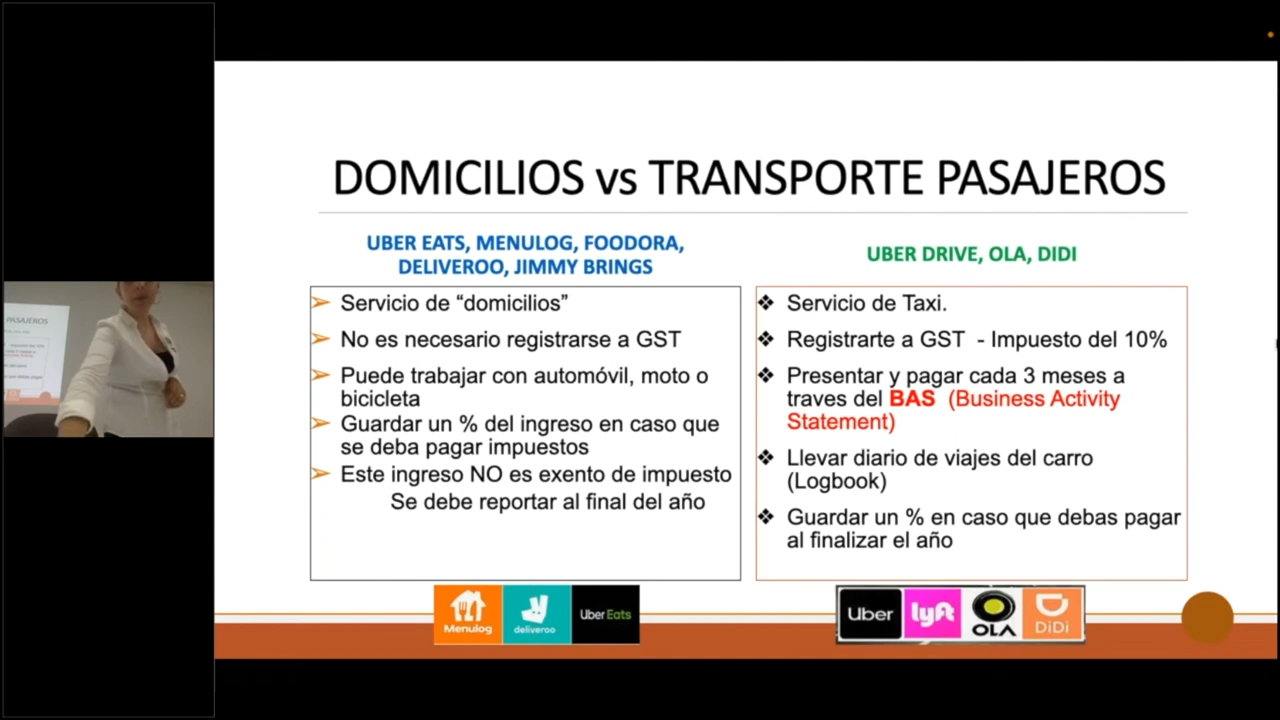 DOMICILIOS vs TRANSPORTE PASAJEROS
UBER EATS, MENULOG, FOODORA,
DELIVEROO, JIMMY BRINGS
Servicio de “domicilios”
No es necesario registrarse a GST
Puede trabajar con automóvil, moto o
bicicleta
Guardar un % del ingreso en caso que
se deba pagar impuestos
Este ingreso NO es exento de impuesto
Se debe reportar al final del año
Menulog
deliveroo
Uber Eats
UBER DRIVE, OLA, DIDI
Servicio de Taxi.
Registrarte a GST - Impuesto del 10%
Presentar y pagar cada 3 meses a
traves del BAS (Business Activity
Statement)
Llevar diario de viajes del carro
(Logbook)
Guardar un % en caso que debas pagar
al finalizar el año
Uber
lyft
OLA
DiDi
PASAJEROS